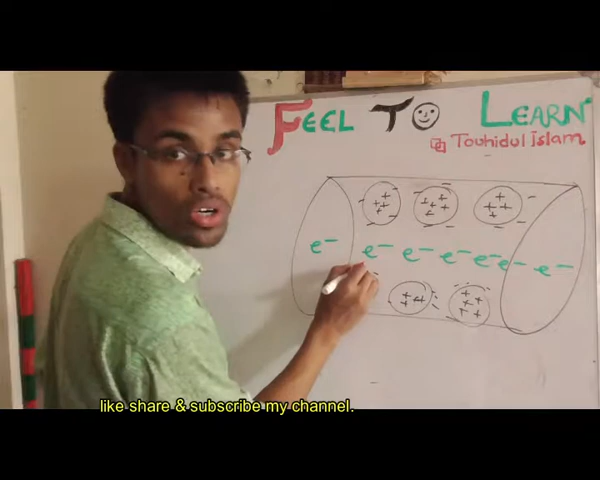 FEEL TO LEARN
Touhidul Islam
+ + + + + + + + + + + +
e⁻ e⁻ e⁻ e⁻ e⁻ e⁻ e⁻
+ + + + + + +
like share & subscribe my channel.